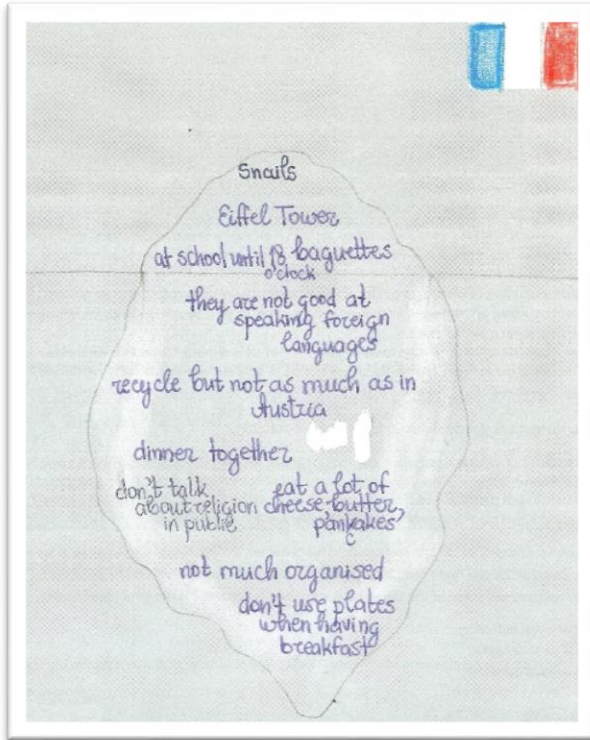 Snails
Eiffel Tower
at school until 18 baguettes
o'clock
they are not good at
speaking foreign
languages
recycle but not as much as in
Austria
dinner together
don't talk eat a lot of
about religion cheese, butter,
in public pankakes
c
not much organised
don't use plates
when having
breakfast